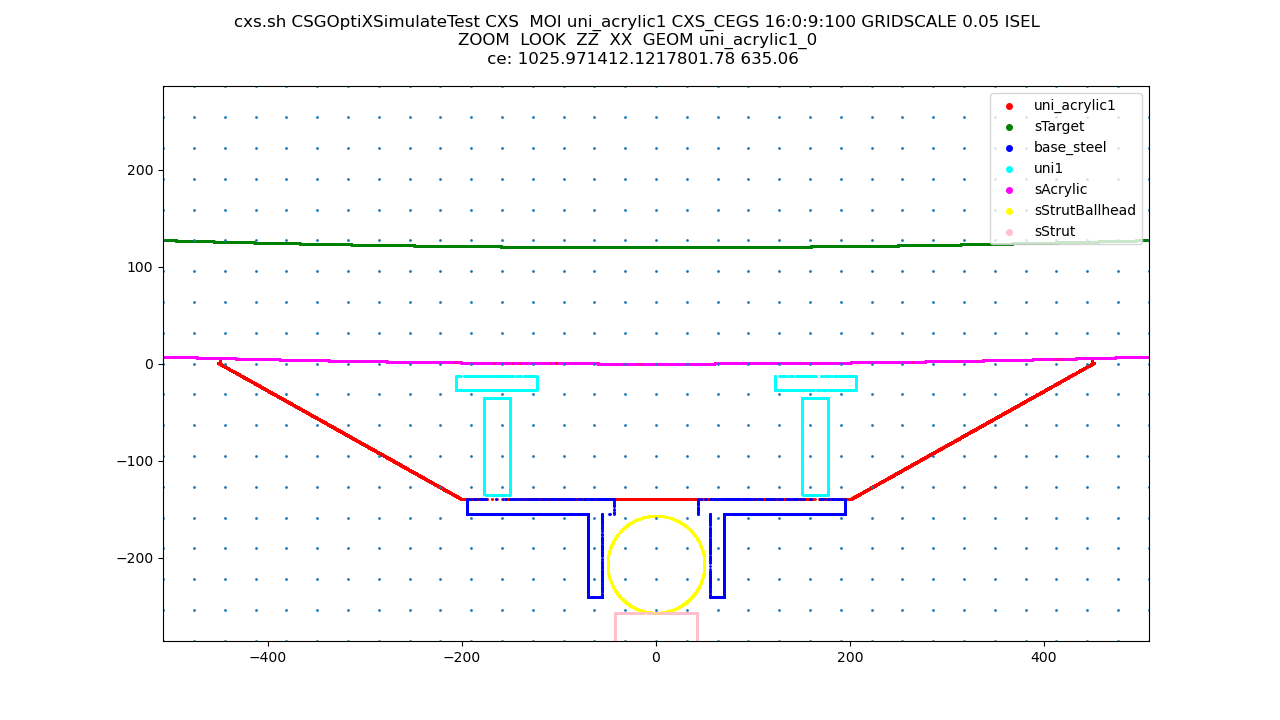 cxs.sh CSGOptiXSimulateTest CXS  MOI uni_acrylic1 CXS_CEGS 16:0:9:100 GRIDSCALE 0.05 ISEL
ZOOM  LOOK  ZZ  XX  GEOM uni_acrylic1_0
ce: 1025.971412.1217801.78 635.06
uni_acrylic1
sTarget
base_steel
uni1
sAcrylic
sStrutBallhead
sStrut
200
100
0
−100
−200
−400
−200
0
200
400